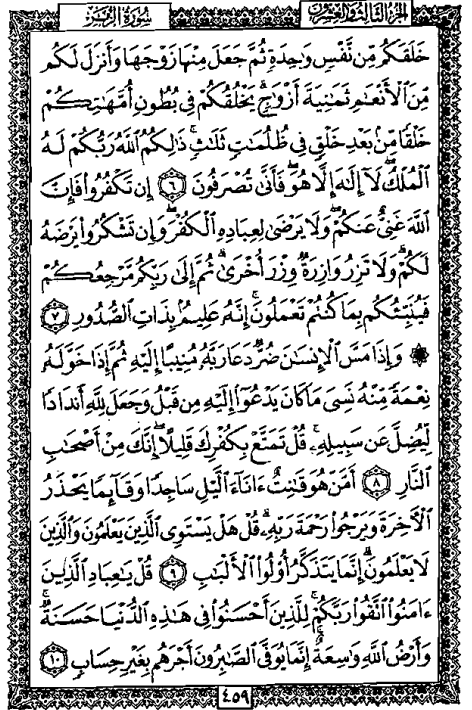 سُورَةُ الزُّمَرِ
الجزء الثالث والعشرون
خَلَقَكُم مِّن نَّفْسٍ وَٰحِدَةٍ ثُمَّ جَعَلَ مِنْهَا زَوْجَهَا وَأَنزَلَ لَكُم
مِّنَ ٱلْأَنْعَٰمِ ثَمَٰنِيَةَ أَزْوَٰجٍ ۚ يَخْلُقُكُمْ فِى بُطُونِ أُمَّهَٰتِكُمْ
خَلْقًا مِّنۢ بَعْدِ خَلْقٍ فِى ظُلُمَٰتٍ ثَلَٰثٍ ۚ ذَٰلِكُمُ ٱللَّهُ رَبُّكُمْ لَهُ
ٱلْمُلْكُ ۖ لَآ إِلَٰهَ إِلَّا هُوَ ۖ فَأَنَّىٰ تُصْرَفُونَ ٦ إِن تَكْفُرُوا۟ فَإِنَّ
ٱللَّهَ غَنِىٌّ عَنكُمْ ۖ وَلَا يَرْضَىٰ لِعِبَادِهِ ٱلْكُفْرَ ۖ وَإِن تَشْكُرُوا۟ يَرْضَهُ
لَكُمْ ۗ وَلَا تَزِرُ وَازِرَةٌ وِزْرَ أُخْرَىٰ ۗ ثُمَّ إِلَىٰ رَبِّكُم مَّرْجِعُكُمْ
فَيُنَبِّئُكُم بِمَا كُنتُمْ تَعْمَلُونَ ۚ إِنَّهُۥ عَلِيمٌۢ بِذَاتِ ٱلصُّدُورِ ٧
۞ وَإِذَا مَسَّ ٱلْإِنسَٰنَ ضُرٌّ دَعَا رَبَّهُۥ مُنِيبًا إِلَيْهِ ثُمَّ إِذَا خَوَّلَهُۥ
نِعْمَةً مِّنْهُ نَسِىَ مَا كَانَ يَدْعُوٓا۟ إِلَيْهِ مِن قَبْلُ وَجَعَلَ لِلَّهِ أَندَادًا
لِّيُضِلَّ عَن سَبِيلِهِۦ ۚ قُلْ تَمَتَّعْ بِكُفْرِكَ قَلِيلًا ۖ إِنَّكَ مِنْ أَصْحَٰبِ
ٱلنَّارِ ٨ أَمَّنْ هُوَ قَٰنِتٌ ءَانَآءَ ٱلَّيْلِ سَاجِدًا وَقَآئِمًا يَحْذَرُ
ٱلْءَاخِرَةَ وَيَرْجُوا۟ رَحْمَةَ رَبِّهِۦ ۗ قُلْ هَلْ يَسْتَوِى ٱلَّذِينَ يَعْلَمُونَ وَٱلَّذِينَ
لَا يَعْلَمُونَ ۗ إِنَّمَا يَتَذَكَّرُ أُو۟لُوا۟ ٱلْأَلْبَٰبِ ٩ قُلْ يَٰعِبَادِ ٱلَّذِينَ
ءَامَنُوا۟ ٱتَّقُوا۟ رَبَّكُمْ ۚ لِلَّذِينَ أَحْسَنُوا۟ فِى هَٰذِهِ ٱلدُّنْيَا حَسَنَةٌ ۗ
وَأَرْضُ ٱللَّهِ وَٰسِعَةٌ ۗ إِنَّمَا يُوَفَّى ٱلصَّٰبِرُونَ أَجْرَهُم بِغَيْرِ حِسَابٍ ١٠
٤٥٩